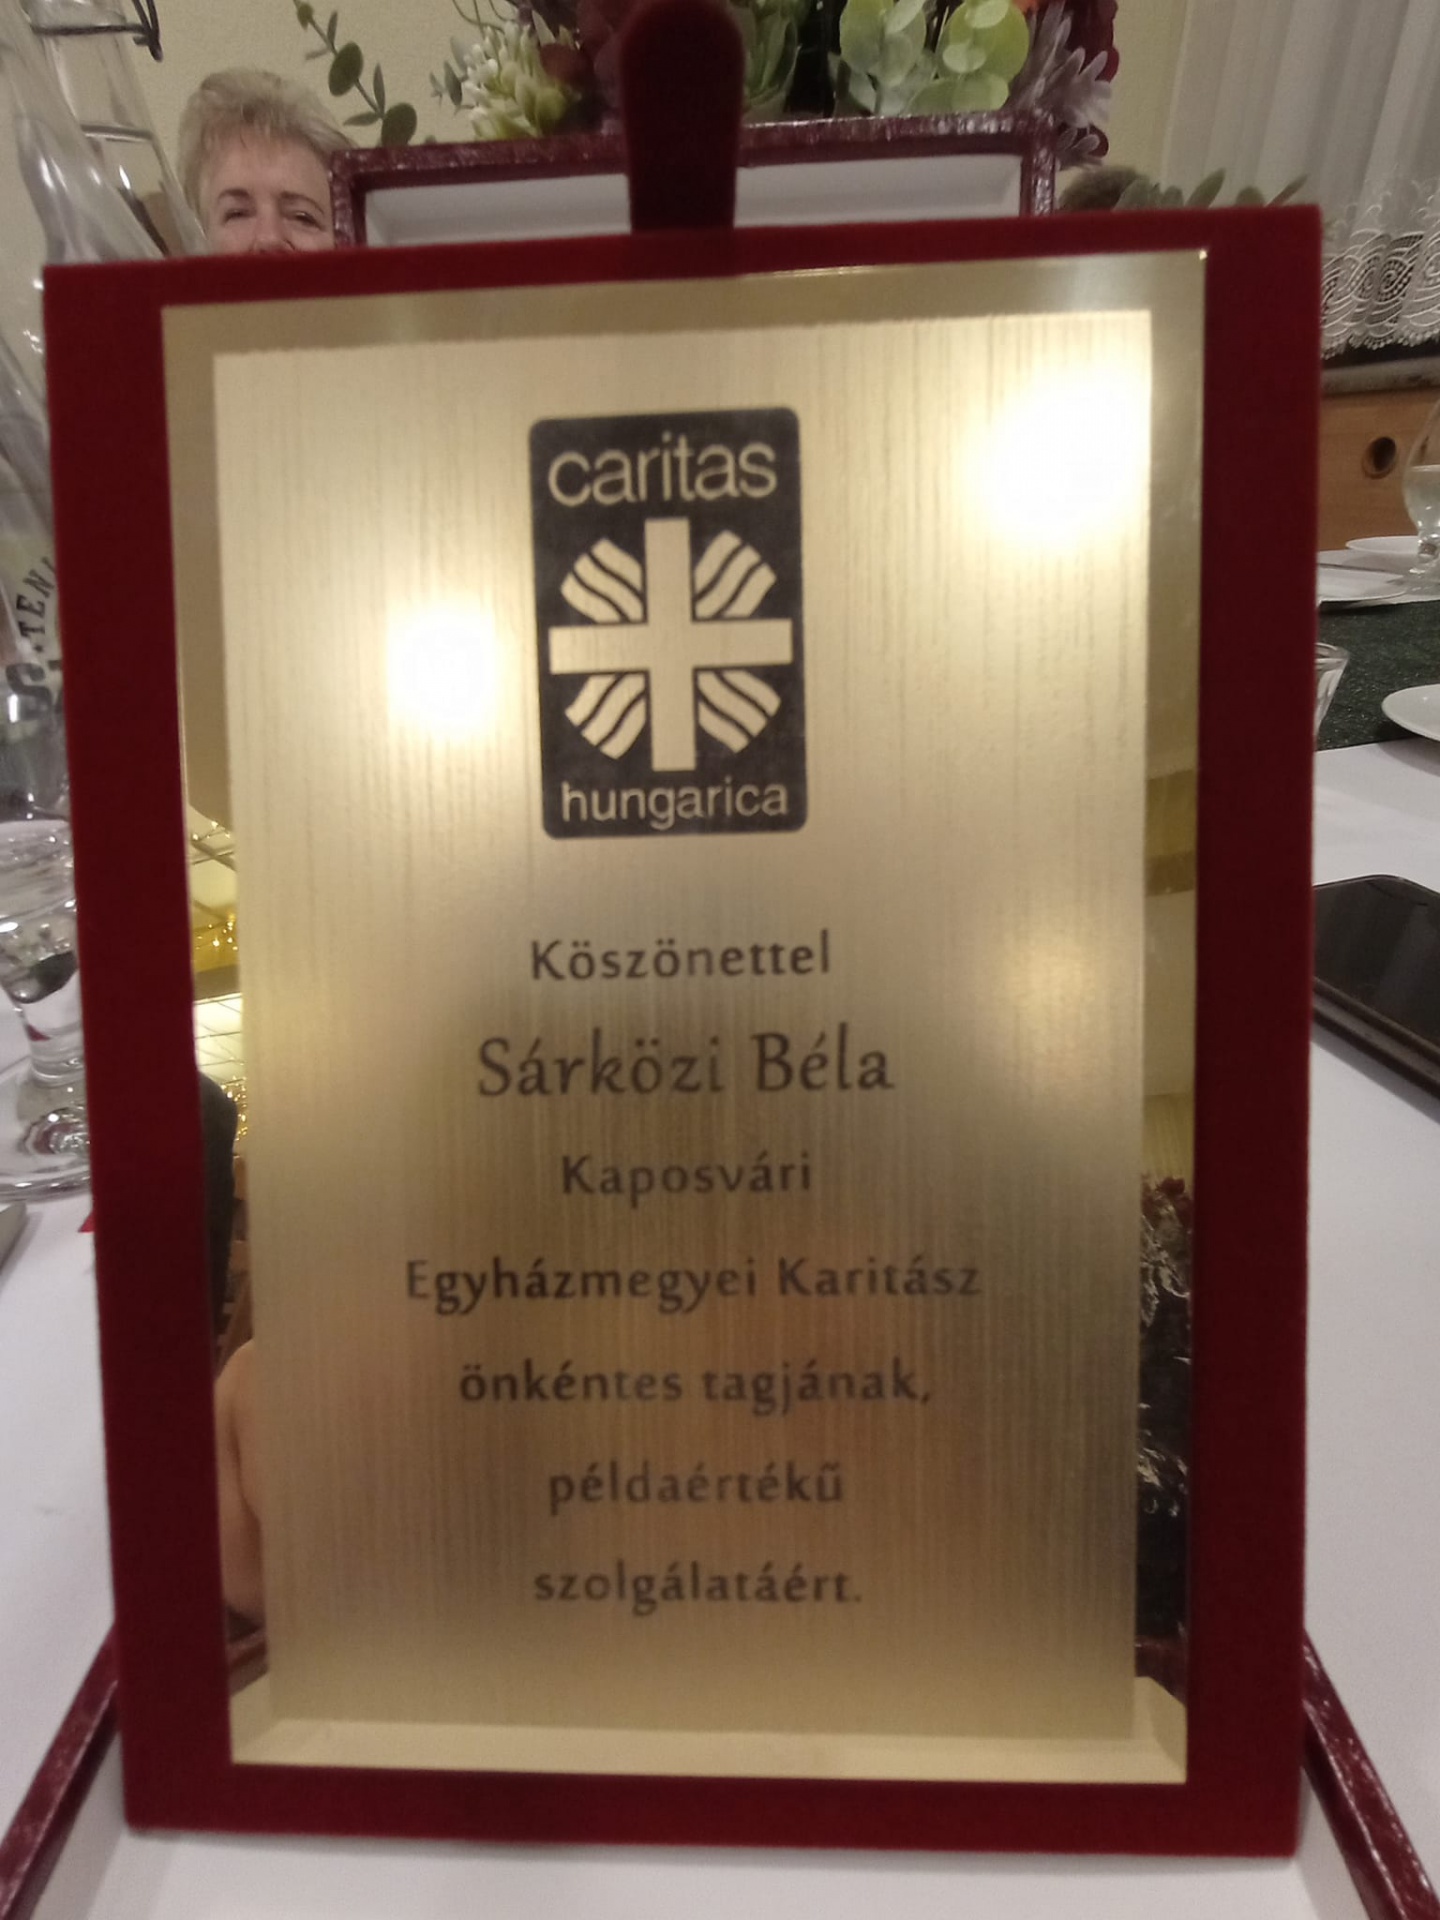 caritas
hungarica
Köszönettel
Sárközi Béla
Kaposvári
Egyházmegyei Karitász
önkéntes tagjának,
példaértékű
szolgálatáért.